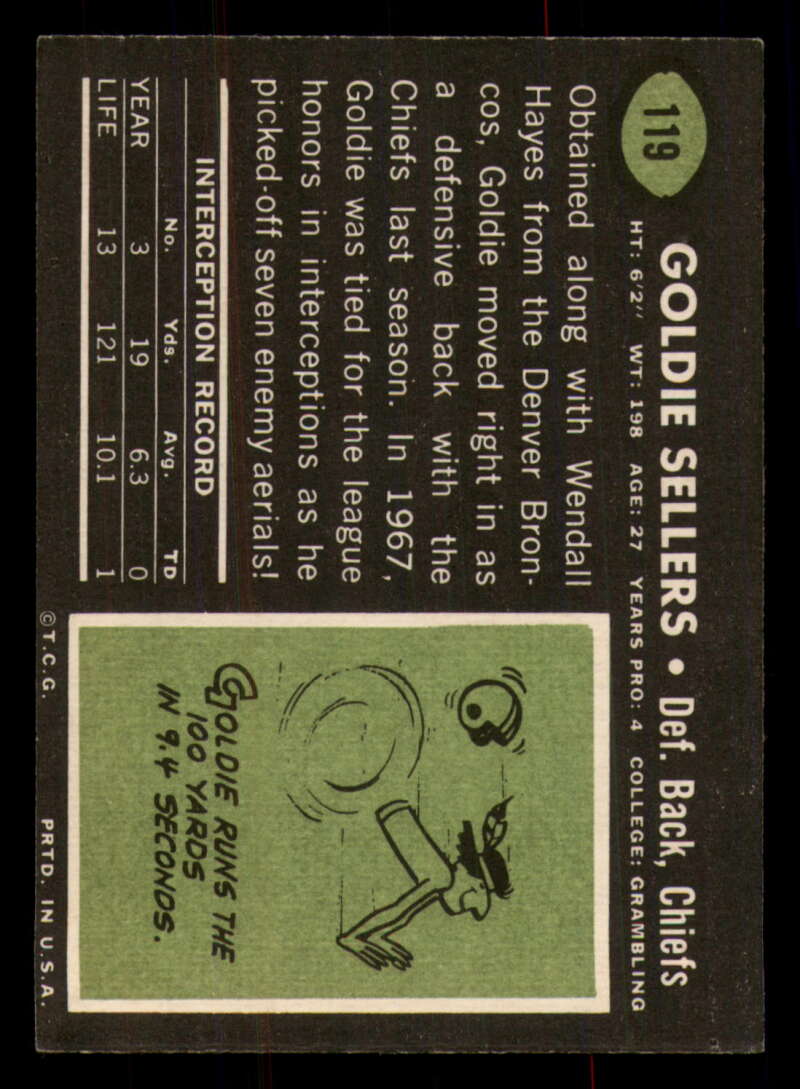 119
GOLDIE SELLERS • Def. Back, Chiefs
HT: 6'2" WT: 198 AGE: 27 YEARS PRO: 4 COLLEGE: GRAMBLING
Obtained along with Wendall
Hayes from the Denver Bron-
cos, Goldie moved right in as
a defensive back with the
Chiefs last season. In 1967,
Goldie was tied for the league
honors in interceptions as he
picked-off seven enemy aerials!
INTERCEPTION RECORD
No. Yds. Avg. TD
YEAR 3 19 6.3 0
LIFE 13 121 10.1 1
GOLDIE RUNS THE
100 YARDS
IN 9.4 SECONDS.
©T.C.G. PRTD. IN U.S.A.